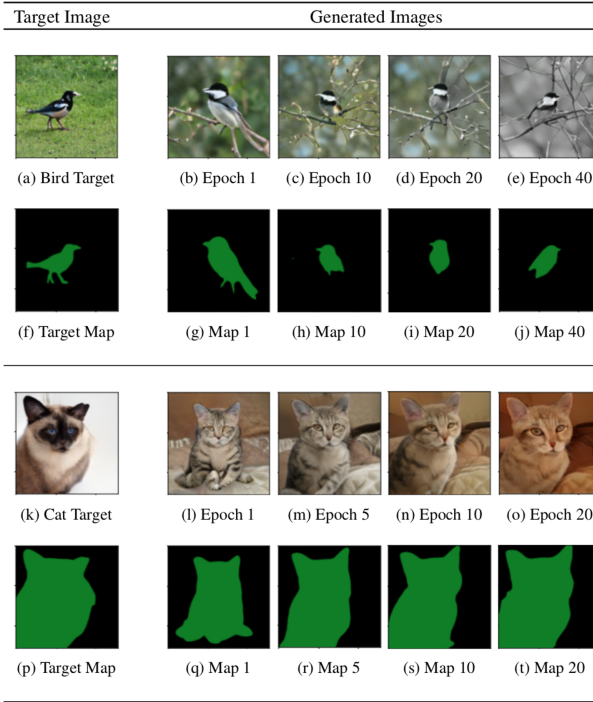 Target Image Generated Images
(a) Bird Target (b) Epoch 1 (c) Epoch 10 (d) Epoch 20 (e) Epoch 40
(f) Target Map (g) Map 1 (h) Map 10 (i) Map 20 (j) Map 40
(k) Cat Target (l) Epoch 1 (m) Epoch 5 (n) Epoch 10 (o) Epoch 20
(p) Target Map (q) Map 1 (r) Map 5 (s) Map 10 (t) Map 20